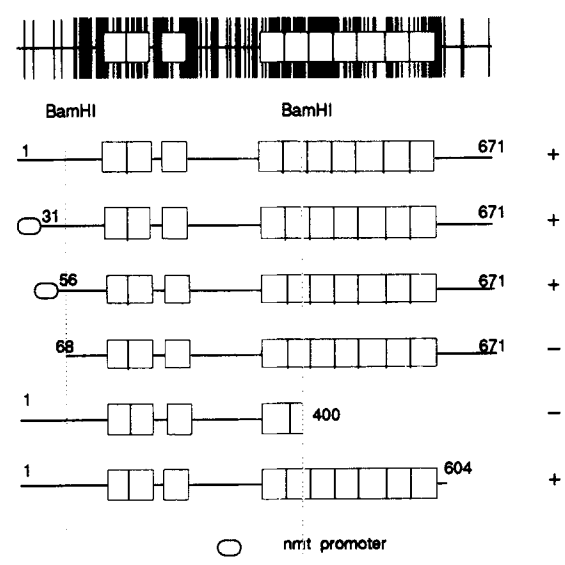 BamHI BamHI
1 671 +
31 671 +
56 671 +
68 671 −
1 400 −
1 604 +
nmt promoter